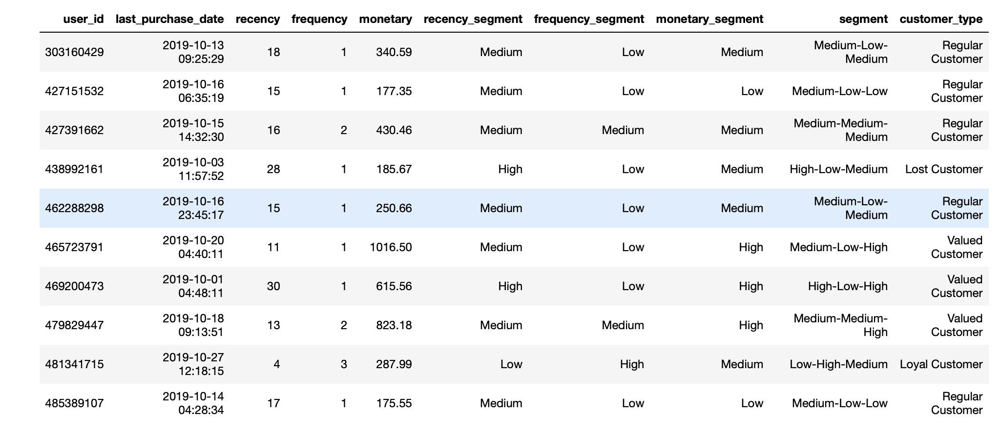 user_id last_purchase_date recency frequency monetary recency_segment frequency_segment monetary_segment segment customer_type
303160429 2019-10-13 09:25:29 18 1 340.59 Medium Low Medium Medium-Low-Medium Regular Customer
427151532 2019-10-16 06:35:19 15 1 177.35 Medium Low Low Medium-Low-Low Regular Customer
427391662 2019-10-15 14:32:30 16 2 430.46 Medium Medium Medium Medium-Medium-Medium Regular Customer
438992161 2019-10-03 11:57:52 28 1 185.67 High Low Medium High-Low-Medium Lost Customer
462288298 2019-10-16 23:45:17 15 1 250.66 Medium Low Medium Medium-Low-Medium Regular Customer
465723791 2019-10-20 04:40:11 11 1 1016.50 Medium Low High Medium-Low-High Valued Customer
469200473 2019-10-01 04:48:11 30 1 615.56 High Low High High-Low-High Valued Customer
479829447 2019-10-18 09:13:51 13 2 823.18 Medium Medium High Medium-Medium-High Valued Customer
481341715 2019-10-27 12:18:15 4 3 287.99 Low High Medium Low-High-Medium Loyal Customer
485389107 2019-10-14 04:28:34 17 1 175.55 Medium Low Low Medium-Low-Low Regular Customer